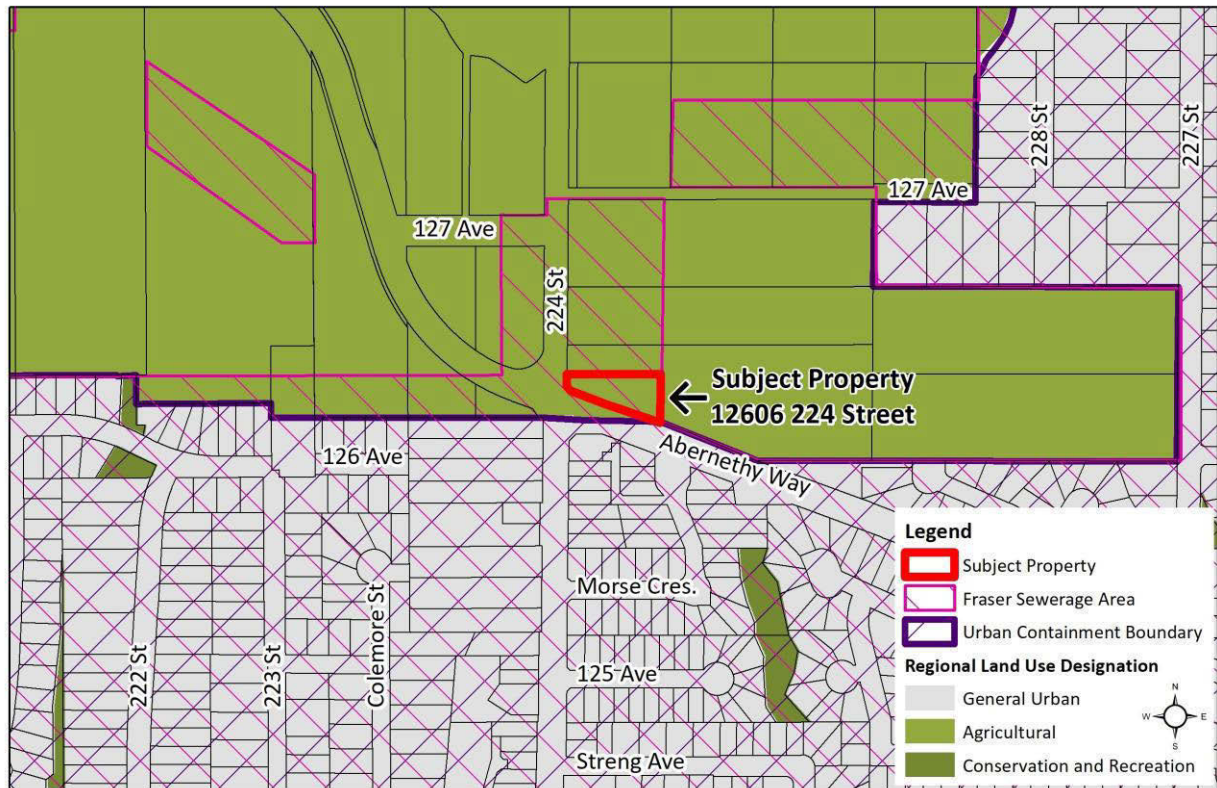 228 St
227 St
127 Ave
127 Ave
224 St
Subject Property
12606 224 Street
Abernethy Way
126 Ave
Morse Cres.
Colemore St
222 St
223 St
125 Ave
Streng Ave
Legend
Subject Property
Fraser Sewerage Area
Urban Containment Boundary
Regional Land Use Designation
General Urban
Agricultural
Conservation and Recreation
N
W E
S